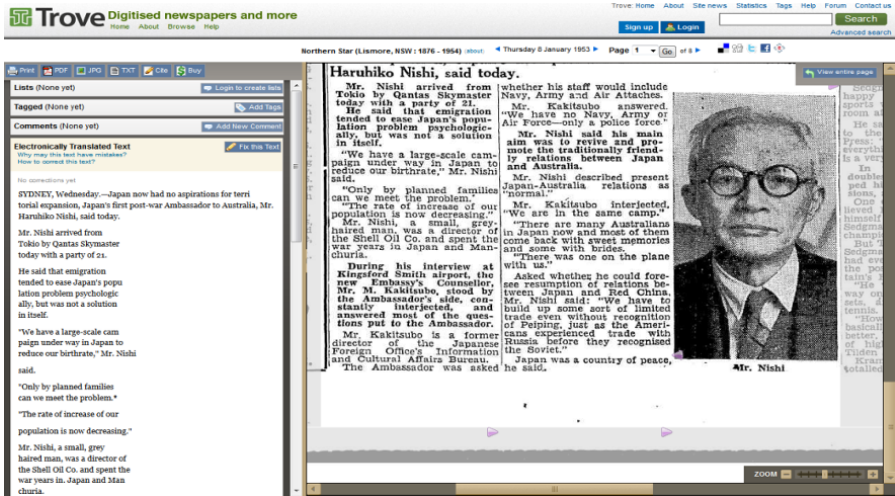 Trove
Digitised newspapers and more
Home About Browse Help
Trove: Home About Site news Statistics Tags Help Forum Contact us
Sign up
Login
Search
Advanced search
Northern Star (Lismore, NSW : 1876 - 1954) (about)
Thursday 8 January 1953
Page 1 Go of 8
Print PDF JPG TXT Cite Buy
Lists (None yet)
Login to create lists
Tagged (None yet)
Add Tags
Comments (None yet)
Add New Comment
Electronically Translated Text
Fix this Text
Why may this text have mistakes?
How to correct this text?
No corrections yet
SYDNEY, Wednesday.—Japan now had no aspirations for terri
torial expansion, Japan's first post-war Ambassador to Australia, Mr.
Haruhiko Nishi, said today.
Mr. Nishi arrived from
Tokio by Qantas Skymaster
today with a party of 21.
He said that emigration
tended to ease Japan's popu
lation problem psychologic
ally, but was not a solution
in itself.
"We have a large-scale cam
paign under way in Japan to
reduce our birthrate," Mr. Nishi
said.
"Only by planned families
can we meet the problem.*
"The rate of increase of our
population is now decreasing."
Mr. Nishi, a small, grey
haired man, was a director of
the Shell Oil Co. and spent the
war years in. Japan and Man
churia.
View entire page
Haruhiko Nishi, said today.
Mr. Nishi arrived from
Tokio by Qantas Skymaster
today with a party of 21.
He said that emigration
tended to ease Japan's popu-
lation problem psychologic-
ally, but was not a solution
in itself.
"We have a large-scale cam-
paign under way in Japan to
reduce our birthrate," Mr. Nishi
said.
"Only by planned families
can we meet the problem.
"The rate of increase of our
population is now decreasing."
Mr. Nishi, a small, grey-
haired man, was a director of
the Shell Oil Co. and spent the
war years in Japan and Man-
churia.
During his interview at
Kingsford Smith airport, the
new Embassy's Counsellor,
Mr. M. Kakitsubo, stood by
the Ambassador's side, con-
stantly interjected, and
answered most of the ques-
tions put to the Ambassador.
Mr. Kakitsubo is a former
director of the Japanese
Foreign Office's Information
and Cultural Affairs Bureau.
The Ambassador was asked
whether his staff would include
Navy, Army and Air Attaches.
Mr. Kakitsubo answered.
"We have no Navy, Army or
Air Force—only a police force."
Mr. Nishi said his main
aim was to revive and pro-
mote the traditionally friend-
ly relations between Japan
and Australia.
Mr. Nishi described present
Japan-Australia relations as
"normal."
Mr. Kakitsubo interjected,
"We are in the same camp."
"There are many Australians
in Japan now and most of them
come back with sweet memories
and some with brides.
"There was one on the plane
with us."
Asked whether he could fore-
see resumption of relations be-
tween Japan and Red China,
Mr. Nishi said: "We have to
build up some sort of limited
trade even without recognition
of Peiping, just as the Ameri-
cans experienced trade with
Russia before they recognised
the Soviet."
Japan was a country of peace,
he said.
Mr. Nishi
ZOOM